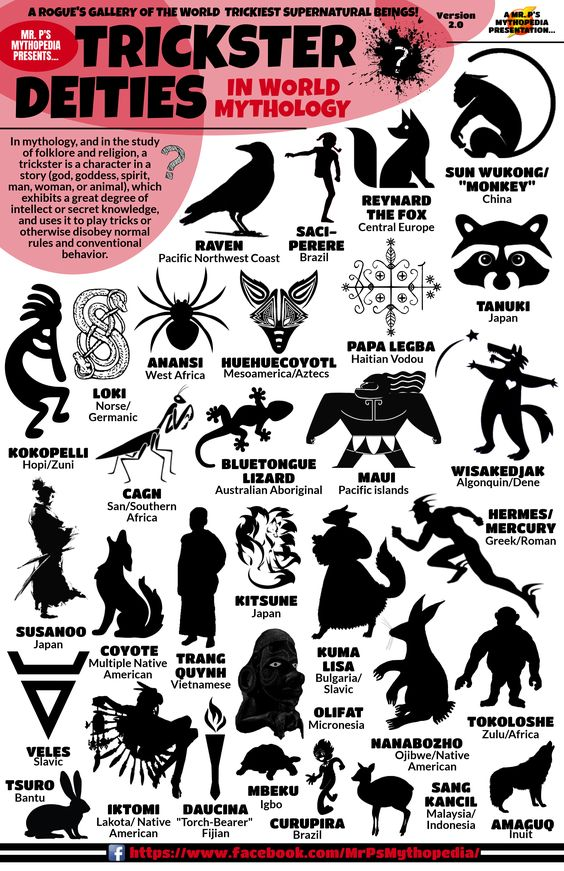 A ROGUE'S GALLERY OF THE WORLD TRICKIEST SUPERNATURAL BEINGS!
Version
2.0
A MR. P'S
MYTHOPEDIA
PRESENTATION...
MR. P'S
MYTHOPEDIA
PRESENTS...
TRICKSTER
DEITIES
IN WORLD
MYTHOLOGY
?
In mythology, and in the study
of folklore and religion, a
trickster is a character in a
story (god, goddess, spirit,
man, woman, or animal), which
exhibits a great degree of
intellect or secret knowledge,
and uses it to play tricks or
otherwise disobey normal
rules and conventional
behavior.
?
RAVEN
Pacific Northwest Coast
SACI-
PERERE
Brazil
REYNARD
THE FOX
Central Europe
SUN WUKONG/
"MONKEY"
China
TANUKI
Japan
ANANSI
West Africa
HUEHUECOYOTL
Mesoamerica/Aztecs
PAPA LEGBA
Haitian Vodou
LOKI
Norse/
Germanic
KOKOPELLI
Hopi/Zuni
CAGN
San/Southern
Africa
BLUETONGUE
LIZARD
Australian Aboriginal
MAUI
Pacific islands
WISAKEDJAK
Algonquin/Dene
HERMES/
MERCURY
Greek/Roman
SUSANOO
Japan
COYOTE
Multiple Native
American
TRANG
QUYNH
Vietnamese
KITSUNE
Japan
KUMA
LISA
Bulgaria/
Slavic
OLIFAT
Micronesia
NANABOZHO
Ojibwe/Native
American
TOKOLOSHE
Zulu/Africa
VELES
Slavic
TSURO
Bantu
IKTOMI
Lakota/ Native
American
DAUCINA
"Torch-Bearer"
Fijian
MBEKU
Igbo
CURUPIRA
Brazil
SANG
KANCIL
Malaysia/
Indonesia
AMAGUQ
Inuit
f https://www.facebook.com/MrPsMythopedia/